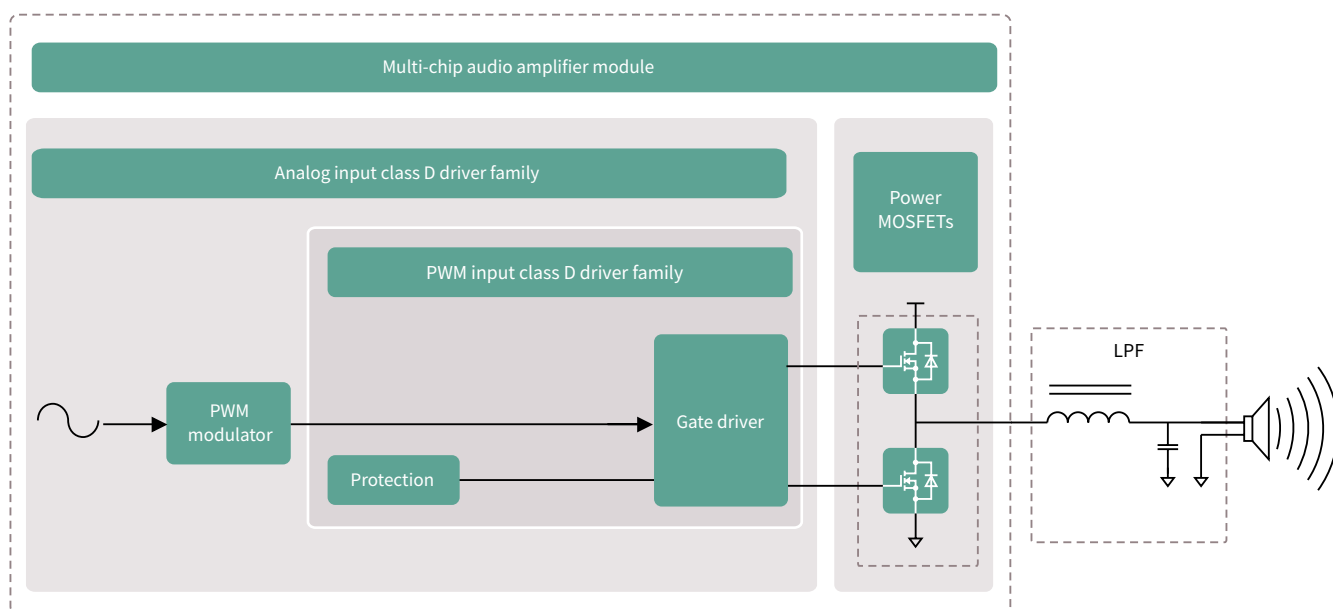 Multi-chip audio amplifier module
Analog input class D driver family
Power
MOSFETs
PWM input class D driver family
LPF
PWM
modulator
Gate driver
Protection